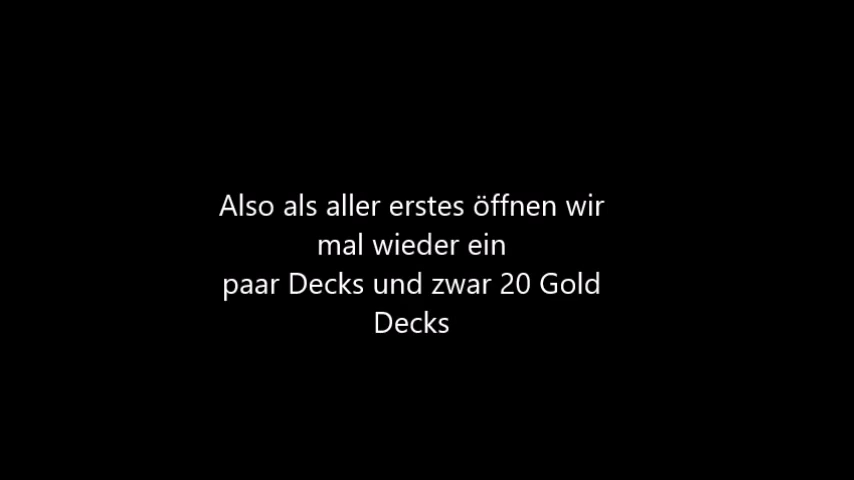 Also als aller erstes öffnen wir
mal wieder ein
paar Decks und zwar 20 Gold
Decks